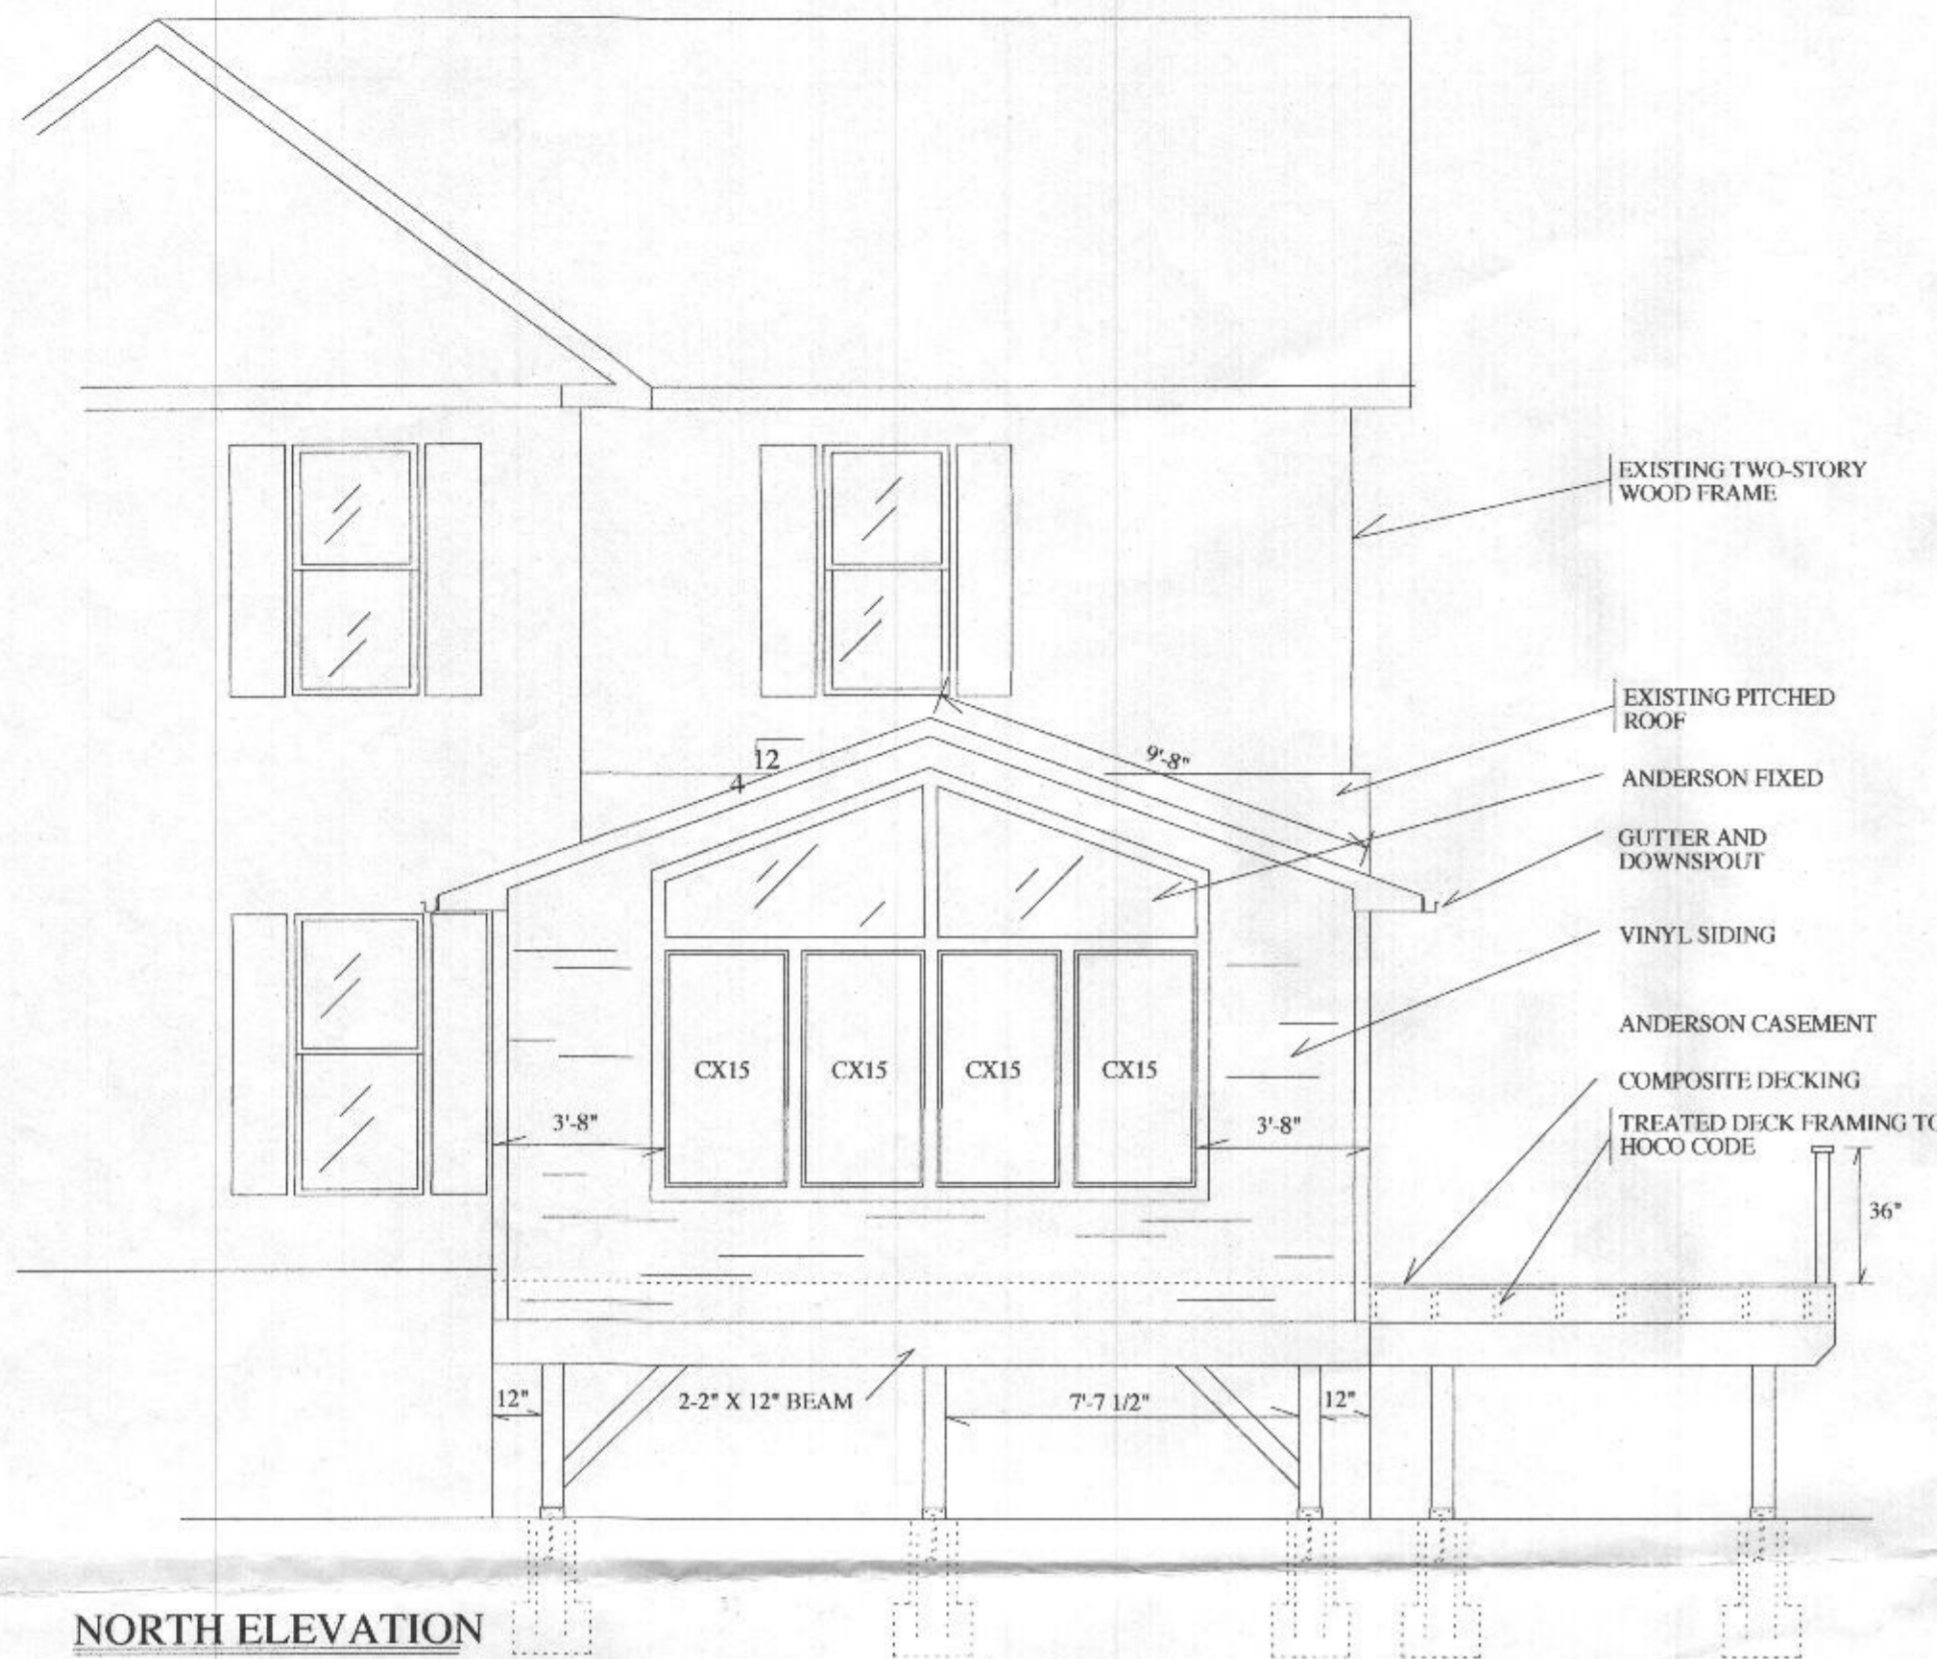 EXISTING TWO-STORY
WOOD FRAME
EXISTING PITCHED
ROOF
12
4
9'-8"
ANDERSON FIXED
GUTTER AND
DOWNSPOUT
VINYL SIDING
ANDERSON CASEMENT
CX15 CX15 CX15 CX15
COMPOSITE DECKING
3'-8" 3'-8"
TREATED DECK FRAMING TO
HOCO CODE
36"
12" 2-2" X 12" BEAM 7'-7 1/2" 12"
NORTH ELEVATION